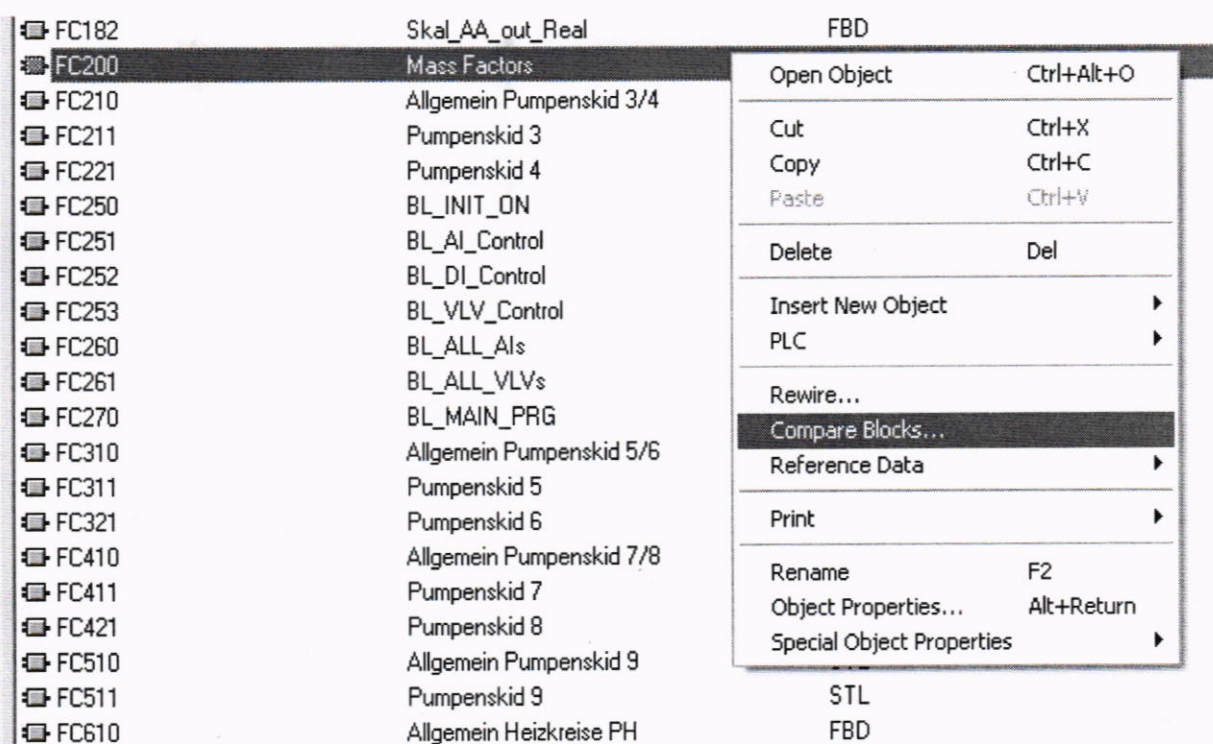 FC182 Skal_AA_out_Real FBD
FC200 Mass Factors
FC210 Allgemein Pumpenskid 3/4
FC211 Pumpenskid 3
FC221 Pumpenskid 4
FC250 BL_INIT_ON
FC251 BL_AI_Control
FC252 BL_DI_Control
FC253 BL_VLV_Control
FC260 BL_ALL_AIs
FC261 BL_ALL_VLVs
FC270 BL_MAIN_PRG
FC310 Allgemein Pumpenskid 5/6
FC311 Pumpenskid 5
FC321 Pumpenskid 6
FC410 Allgemein Pumpenskid 7/8
FC411 Pumpenskid 7
FC421 Pumpenskid 8
FC510 Allgemein Pumpenskid 9
FC511 Pumpenskid 9 STL
FC610 Allgemein Heizkreise PH FBD
Open Object Ctrl+Alt+O
Cut Ctrl+X
Copy Ctrl+C
Paste Ctrl+V
Delete Del
Insert New Object
PLC
Rewire...
Compare Blocks...
Reference Data
Print
Rename F2
Object Properties... Alt+Return
Special Object Properties